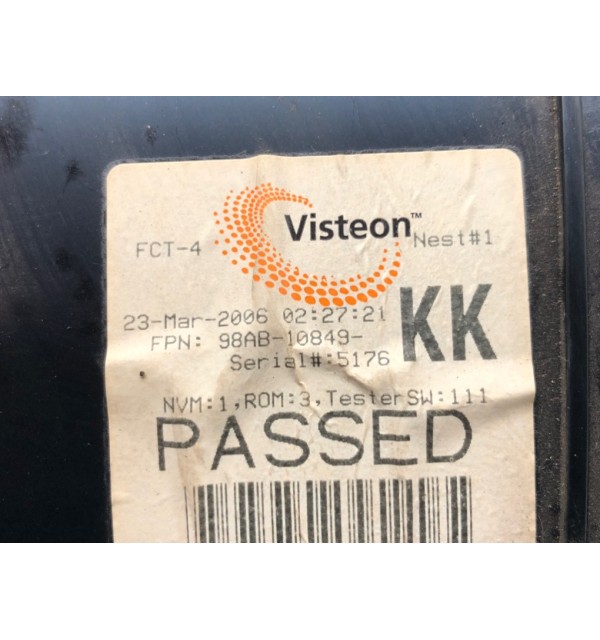 Visteon™
FCT-4
Nest#1
23-Mar-2006 02:27:21
KK
FPN: 98AB-10849-
Serial#:5176
NVM:1,ROM:3,TesterSW:111
PASSED